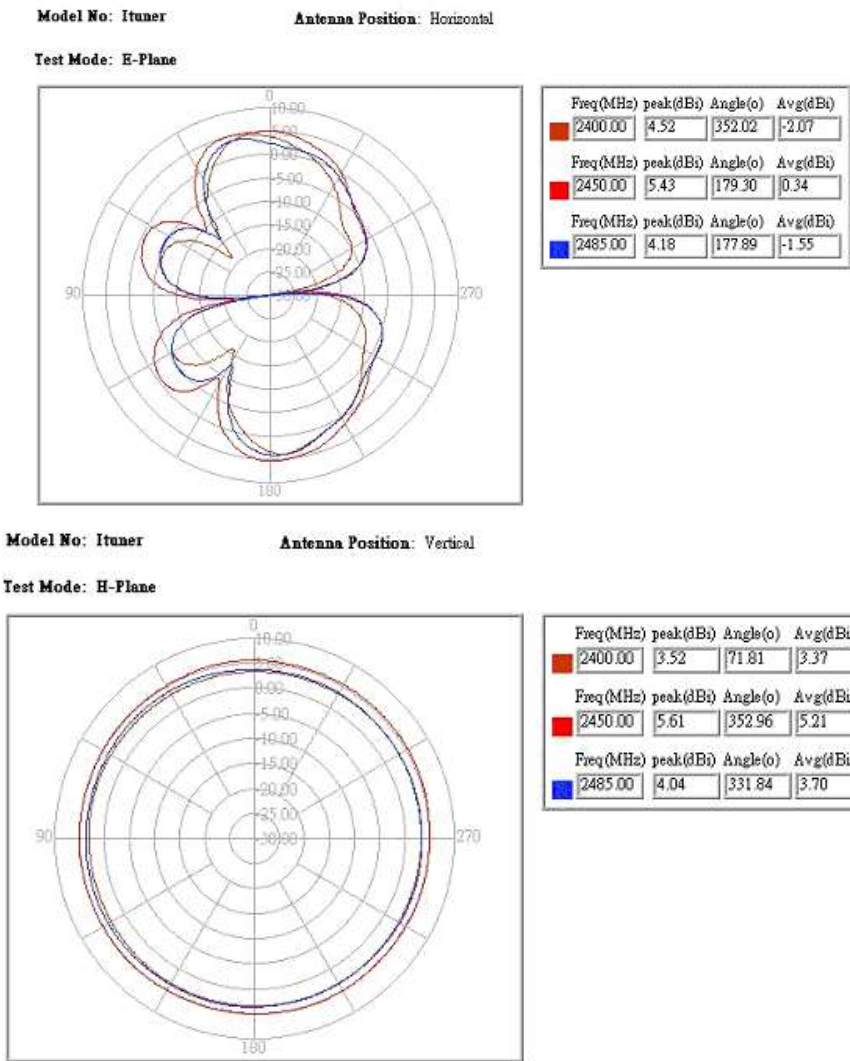 Model No: Ituner Antenna Position: Horizontal
Test Mode: E-Plane
0
10.00
5.00
0.00
-5.00
-10.00
-15.00
-20.00
-25.00
-30.00
90
270
180
Freq(MHz) peak(dBi) Angle(o) Avg(dBi)
2400.00 4.52 352.02 -2.07
Freq(MHz) peak(dBi) Angle(o) Avg(dBi)
2450.00 5.43 179.30 0.34
Freq(MHz) peak(dBi) Angle(o) Avg(dBi)
2485.00 4.18 177.89 -1.55
Model No: Ituner Antenna Position: Vertical
Test Mode: H-Plane
0
10.00
5.00
0.00
-5.00
-10.00
-15.00
-20.00
-25.00
-30.00
90
270
180
Freq(MHz) peak(dBi) Angle(o) Avg(dBi
2400.00 3.52 71.81 3.37
Freq(MHz) peak(dBi) Angle(o) Avg(dBi
2450.00 5.61 352.96 5.21
Freq(MHz) peak(dBi) Angle(o) Avg(dBi
2485.00 4.04 331.84 3.70